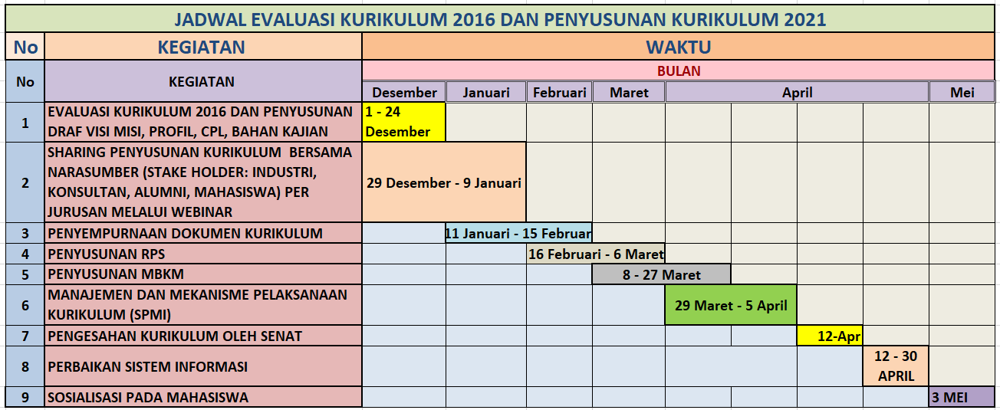 JADWAL EVALUASI KURIKULUM 2016 DAN PENYUSUNAN KURIKULUM 2021
No KEGIATAN WAKTU
No KEGIATAN BULAN
Desember Januari Februari Maret April Mei
1 EVALUASI KURIKULUM 2016 DAN PENYUSUNAN
DRAF VISI MISI, PROFIL, CPL, BAHAN KAJIAN
1 - 24
Desember
2 SHARING PENYUSUNAN KURIKULUM BERSAMA
NARASUMBER (STAKE HOLDER: INDUSTRI,
KONSULTAN, ALUMNI, MAHASISWA) PER
JURUSAN MELALUI WEBINAR
29 Desember - 9 Januari
3 PENYEMPURNAAN DOKUMEN KURIKULUM 11 Januari - 15 Februar
4 PENYUSUNAN RPS 16 Februari - 6 Maret
5 PENYUSUNAN MBKM 8 - 27 Maret
6 MANAJEMEN DAN MEKANISME PELAKSANAAN
KURIKULUM (SPMI)
29 Maret - 5 April
7 PENGESAHAN KURIKULUM OLEH SENAT 12-Apr
8 PERBAIKAN SISTEM INFORMASI
12 - 30
APRIL
9 SOSIALISASI PADA MAHASISWA 3 MEI